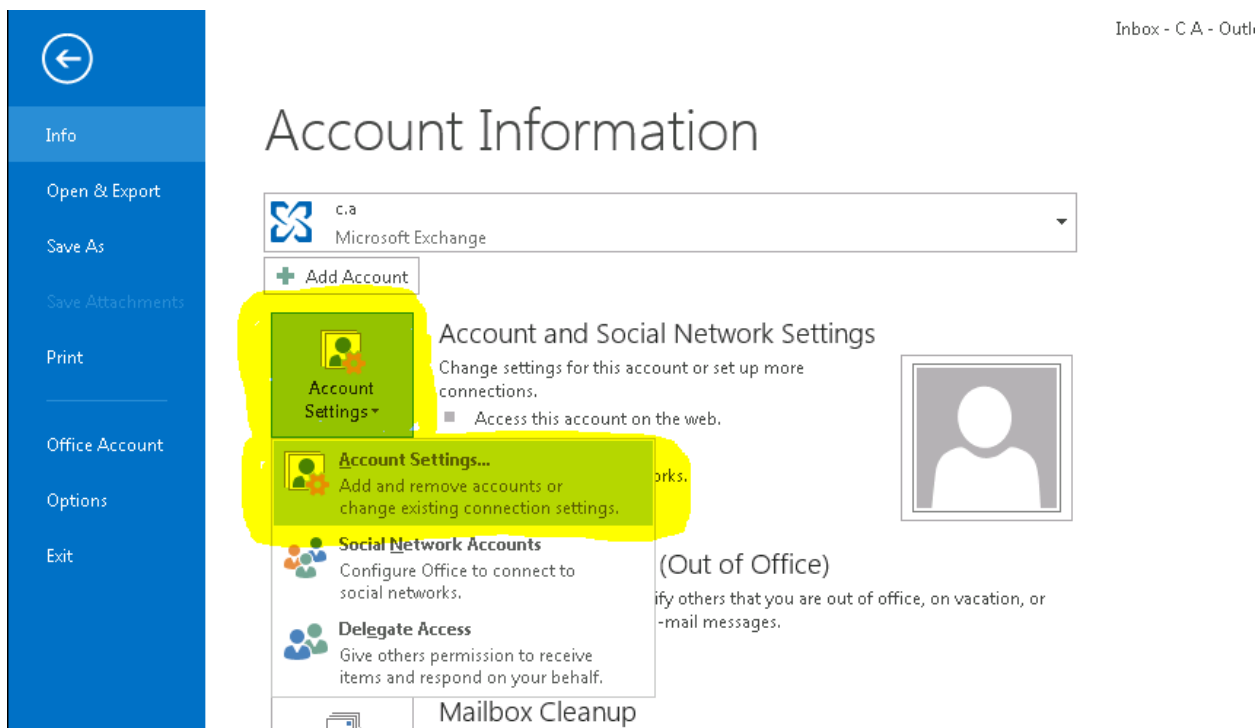 Inbox - C A - Outl
Info
Open & Export
Save As
Save Attachments
Print
Office Account
Options
Exit
Account Information
c.a
Microsoft Exchange
Add Account
Account
Settings
Account and Social Network Settings
Change settings for this account or set up more
connections.
Access this account on the web.
orks.
Account Settings...
Add and remove accounts or
change existing connection settings.
Social Network Accounts
Configure Office to connect to
social networks.
Delegate Access
Give others permission to receive
items and respond on your behalf.
(Out of Office)
ify others that you are out of office, on vacation, or
-mail messages.
Mailbox Cleanup